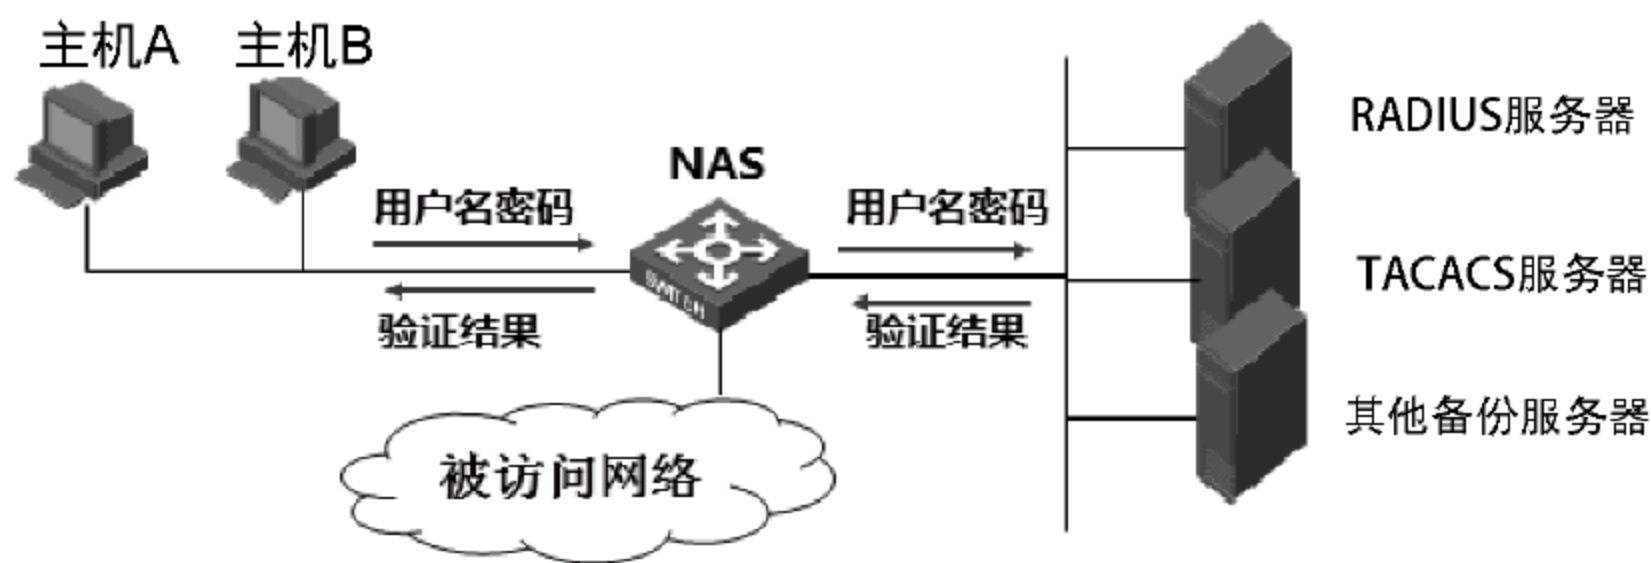 主机A
主机B
RADIUS服务器
NAS
用户名密码
用户名密码
SWITCH
TACACS服务器
验证结果
验证结果
其他备份服务器
被访问网络